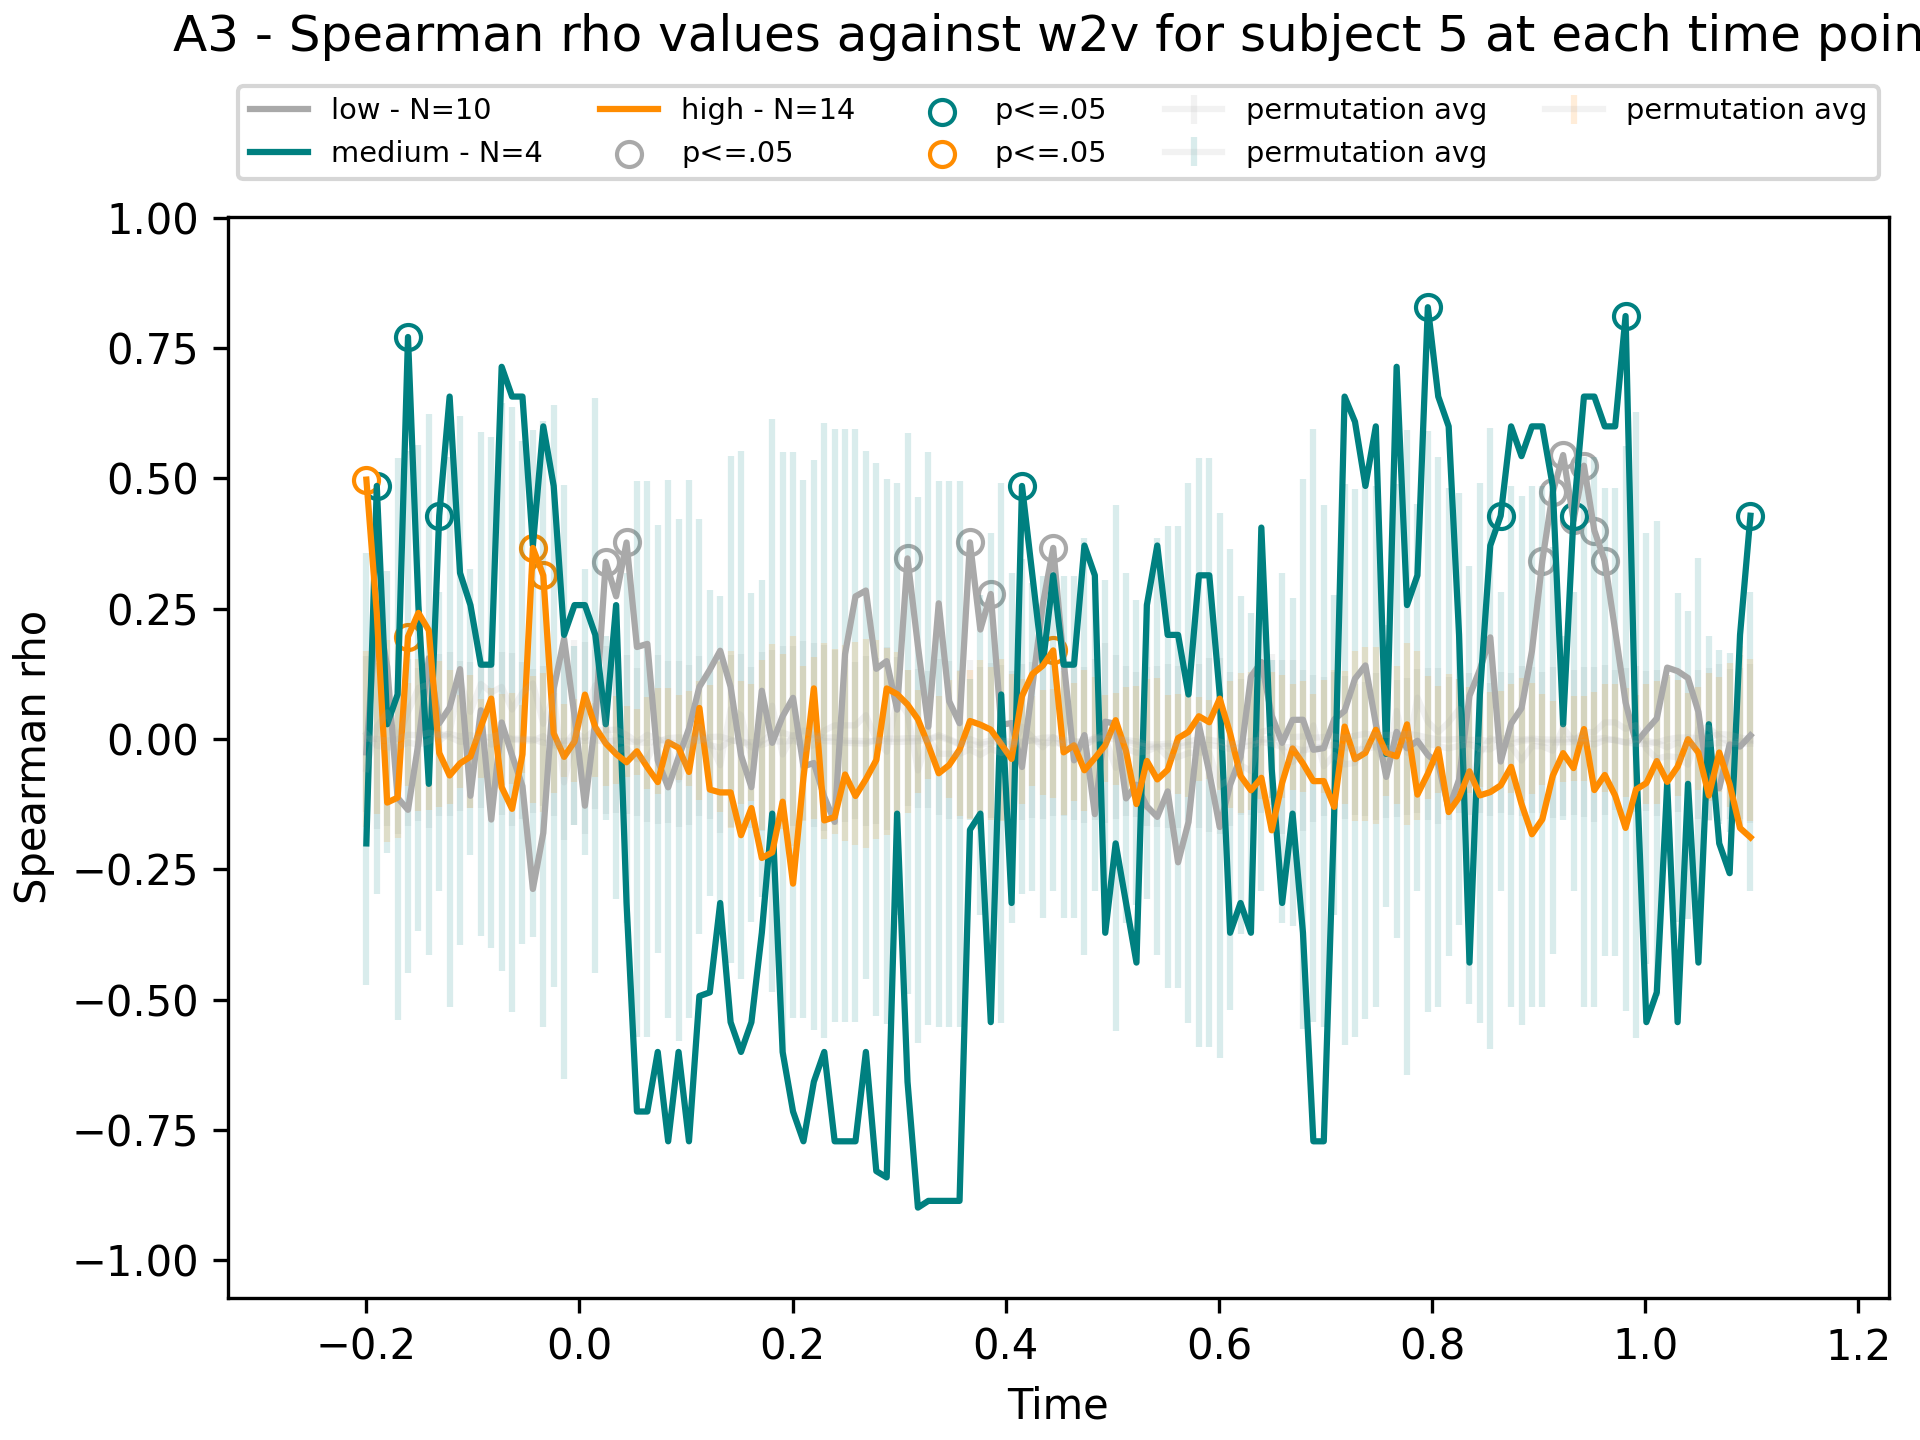 A3 - Spearman rho values against w2v for subject 5 at each time poin
low - N=10
medium - N=4
high - N=14
p<=.05
p<=.05
p<=.05
permutation avg
permutation avg
permutation avg
Spearman rho
1.00
0.75
0.50
0.25
0.00
−0.25
−0.50
−0.75
−1.00
−0.2 0.0 0.2 0.4 0.6 0.8 1.0 1.2
Time